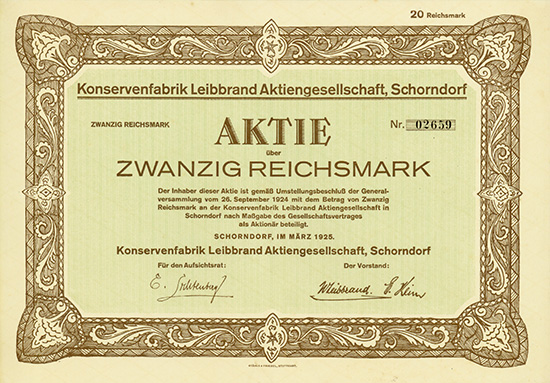 20 Reichsmark
Konservenfabrik Leibbrand Aktiengesellschaft, Schorndorf
ZWANZIG REICHSMARK
AKTIE
Nr. 02659
über
ZWANZIG REICHSMARK
Der Inhaber dieser Aktie ist gemäß Umstellungsbeschluß der General-
versammlung vom 26. September 1924 mit dem Betrag von Zwanzig
Reichsmark an der Konservenfabrik Leibbrand Aktiengesellschaft in
Schorndorf nach Maßgabe des Gesellschaftsvertrages
als Aktionär beteiligt.
SCHORNDORF, IM MÄRZ 1925.
Konservenfabrik Leibbrand Aktiengesellschaft, Schorndorf
Für den Aufsichtsrat:
Der Vorstand:
E.
W. Leibbrand
STUTTGART